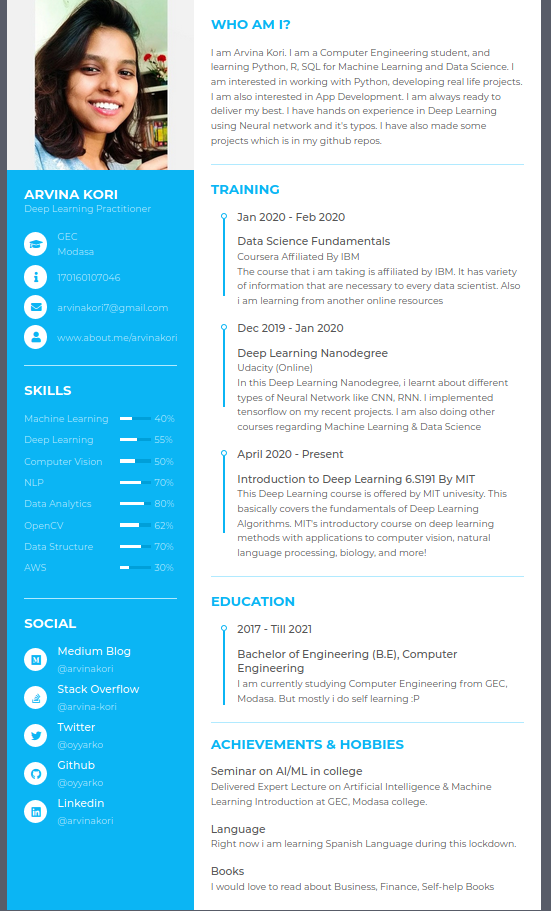 ARVINA KORI
Deep Learning Practitioner
GEC
Modasa
170160107046
arvinakori7@gmail.com
www.about.me/arvinakori
SKILLS
Machine Learning 40%
Deep Learning 55%
Computer Vision 50%
NLP 70%
Data Analytics 80%
OpenCV 62%
Data Structure 70%
AWS 30%
SOCIAL
Medium Blog
@arvinakori
Stack Overflow
@arvina-kori
Twitter
@oyyarko
Github
@oyyarko
Linkedin
@arvinakori
WHO AM I?
I am Arvina Kori. I am a Computer Engineering student, and
learning Python, R, SQL for Machine Learning and Data Science. I
am interested in working with Python, developing real life projects.
I am also interested in App Development. I am always ready to
deliver my best. I have hands on experience in Deep Learning
using Neural network and it's typos. I have also made some
projects which is in my github repos.
TRAINING
Jan 2020 - Feb 2020
Data Science Fundamentals
Coursera Affiliated By IBM
The course that i am taking is affiliated by IBM. It has variety
of information that are necessary to every data scientist. Also
i am learning from another online resources
Dec 2019 - Jan 2020
Deep Learning Nanodegree
Udacity (Online)
In this Deep Learning Nanodegree, i learnt about different
types of Neural Network like CNN, RNN. I implemented
tensorflow on my recent projects. I am also doing other
courses regarding Machine Learning & Data Science
April 2020 - Present
Introduction to Deep Learning 6.S191 By MIT
This Deep Learning course is offered by MIT univesity. This
basically covers the fundamentals of Deep Learning
Algorithms. MIT's introductory course on deep learning
methods with applications to computer vision, natural
language processing, biology, and more!
EDUCATION
2017 - Till 2021
Bachelor of Engineering (B.E), Computer
Engineering
I am currently studying Computer Engineering from GEC,
Modasa. But mostly i do self learning :P
ACHIEVEMENTS & HOBBIES
Seminar on AI/ML in college
Delivered Expert Lecture on Artificial Intelligence & Machine
Learning Introduction at GEC, Modasa college.
Language
Right now i am learning Spanish Language during this lockdown.
Books
I would love to read about Business, Finance, Self-help Books